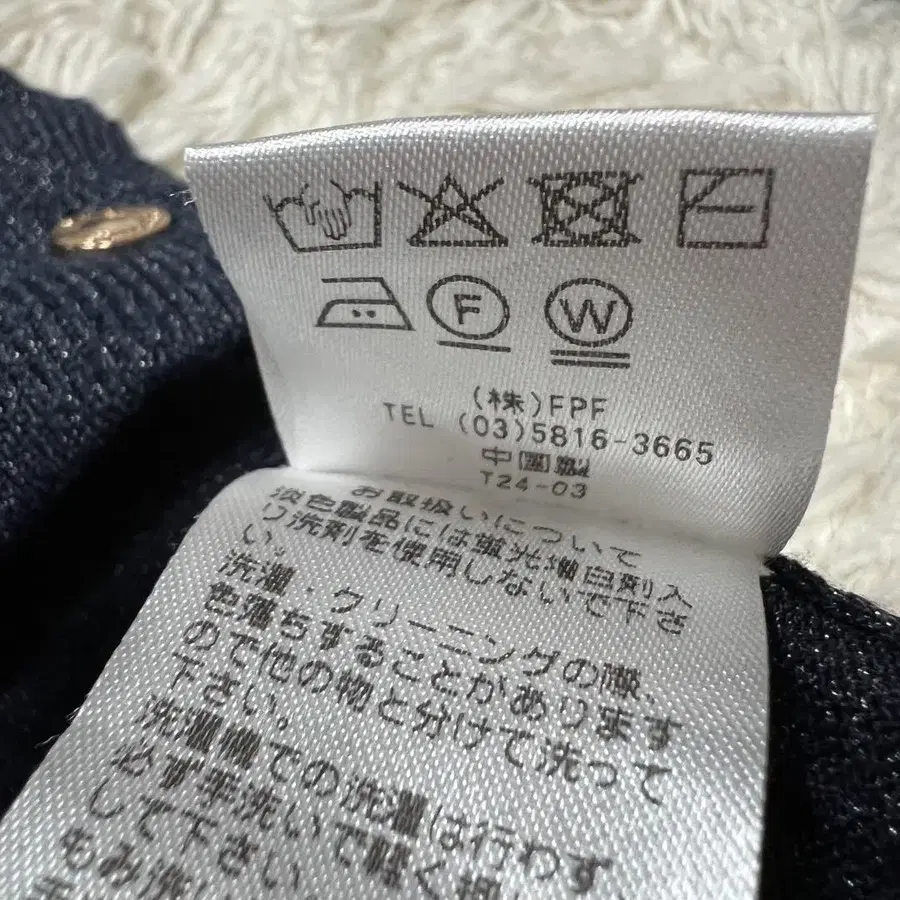 F
W
(株)FPF
TEL (03)5816-3665
中国製
T24-03
お取扱いについて
淡色製品には蛍光増白剤入
り洗剤を使用しないで下さ
い。
洗濯・クリーニングの際、
色落ちすることがあります
ので他の物と分けて洗って
下さい。
洗濯機での洗濯は行わず
必ず手洗いで軽く押
して下さい
もみ洗